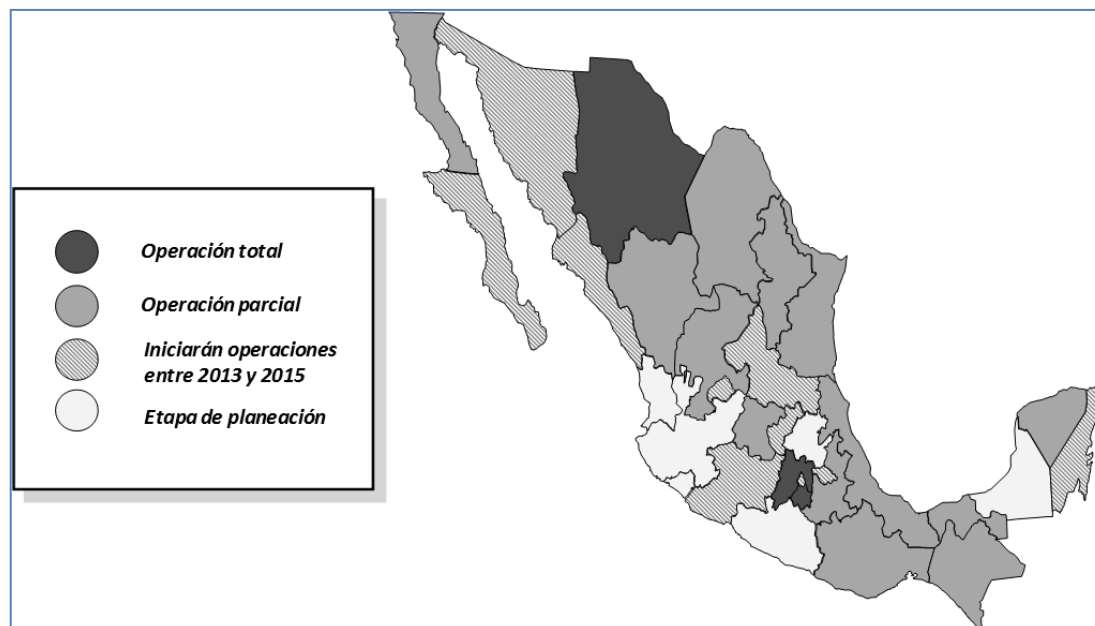 Operación total
Operación parcial
Iniciarán operaciones
entre 2013 y 2015
Etapa de planeación